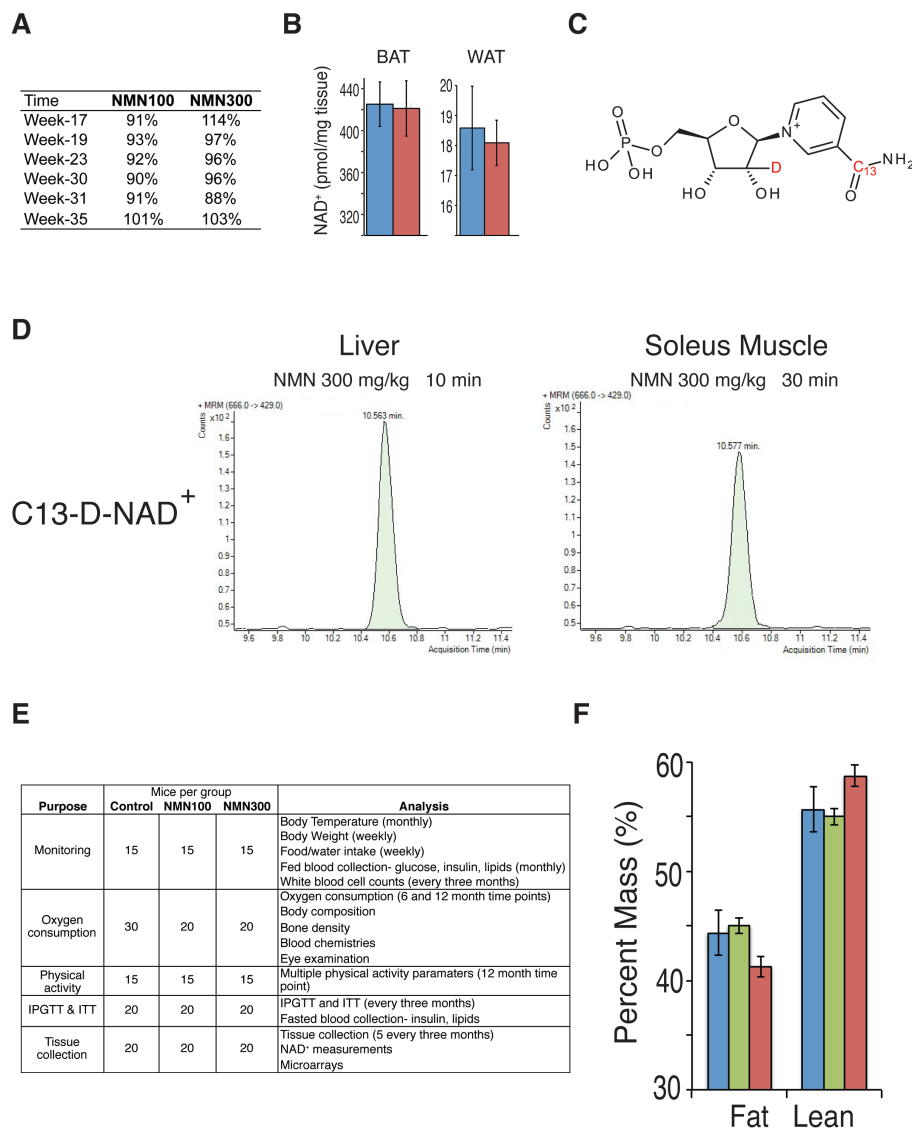 A
Time NMN100 NMN300
Week-17 91% 114%
Week-19 93% 97%
Week-23 92% 96%
Week-30 90% 96%
Week-31 91% 88%
Week-35 101% 103%
B
BAT WAT
NAD+ (pmol/mg tissue)
440
400
360
320
20
19
18
17
16
C
O
HO P O
OH
O
N+
D
HO OH
C13
NH2
O
D
Liver
NMN 300 mg/kg 10 min
+ MRM (666.0 -> 429.0)
Counts x10²
10.563 min.
1.6
1.5
1.4
1.3
1.2
1.1
1
0.9
0.8
0.7
0.6
0.5
9.6 9.8 10 10.2 10.4 10.6 10.8 11 11.2 11.4
Acquisition Time (min)
Soleus Muscle
NMN 300 mg/kg 30 min
+ MRM (666.0 -> 429.0)
Counts x10²
10.577 min.
1.6
1.5
1.4
1.3
1.2
1.1
1
0.9
0.8
0.7
0.6
0.5
9.6 9.8 10 10.2 10.4 10.6 10.8 11 11.2 11.4
Acquisition Time (min)
C13-D-NAD+
E
Mice per group
Purpose Control NMN100 NMN300 Analysis
Monitoring 15 15 15
Body Temperature (monthly)
Body Weight (weekly)
Food/water intake (weekly)
Fed blood collection- glucose, insulin, lipids (monthly)
White blood cell counts (every three months)
Oxygen consumption 30 20 20
Oxygen consumption (6 and 12 month time points)
Body composition
Bone density
Blood chemistries
Eye examination
Physical activity 15 15 15
Multiple physical activity paramaters (12 month time
point)
IPGTT & ITT 20 20 20
IPGTT and ITT (every three months)
Fasted blood collection- insulin, lipids
Tissue collection 20 20 20
Tissue collection (5 every three months)
NAD+ measurements
Microarrays
F
Percent Mass (%)
60
50
40
30
Fat Lean